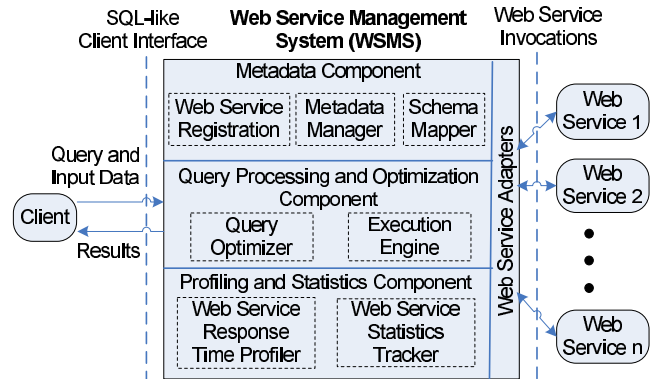 SQL-like
Client Interface
Web Service Management
System (WSMS)
Web Service
Invocations
Metadata Component
Web Service
Registration
Metadata
Manager
Schema
Mapper
Query and
Input Data
Client
Results
Query Processing and Optimization
Component
Query
Optimizer
Execution
Engine
Profiling and Statistics Component
Web Service
Response
Time Profiler
Web Service
Statistics
Tracker
Web Service Adapters
Web
Service 1
Web
Service 2
Web
Service n